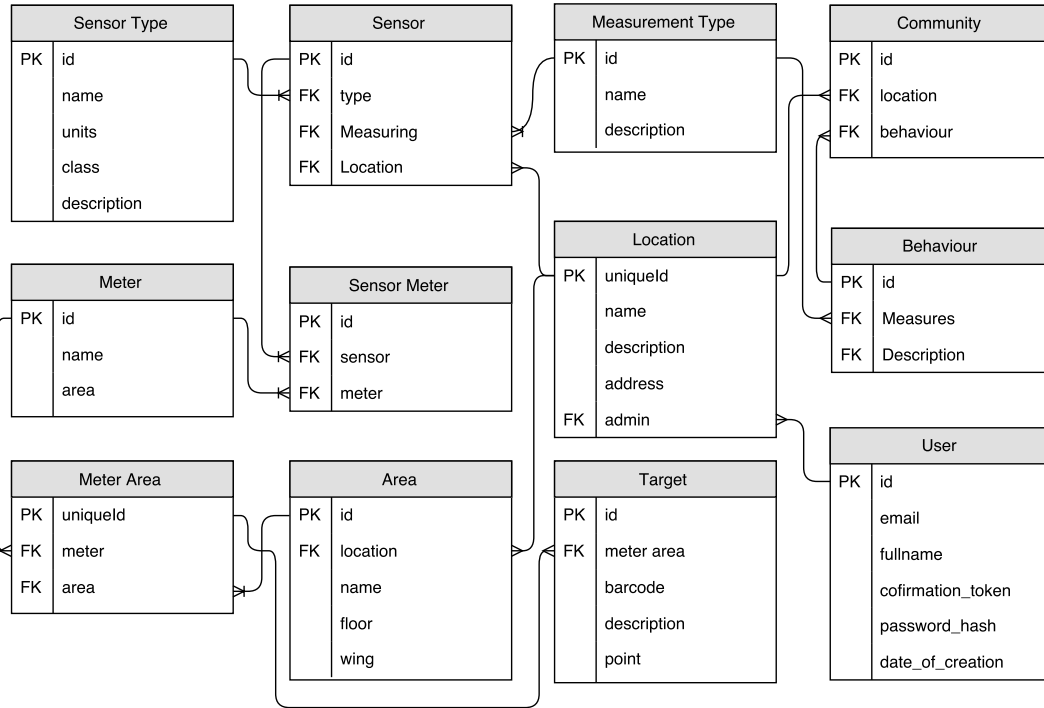 Sensor Type
PK id
name
units
class
description
Sensor
PK id
FK type
FK Measuring
FK Location
Measurement Type
PK id
name
description
Community
PK id
FK location
FK behaviour
Meter
PK id
name
area
Sensor Meter
PK id
FK sensor
FK meter
Location
PK uniqueId
name
description
address
FK admin
Behaviour
PK id
FK Measures
FK Description
Meter Area
PK uniqueId
FK meter
FK area
Area
PK id
FK location
name
floor
wing
Target
PK id
FK meter area
barcode
description
point
User
PK id
email
fullname
cofirmation_token
password_hash
date_of_creation